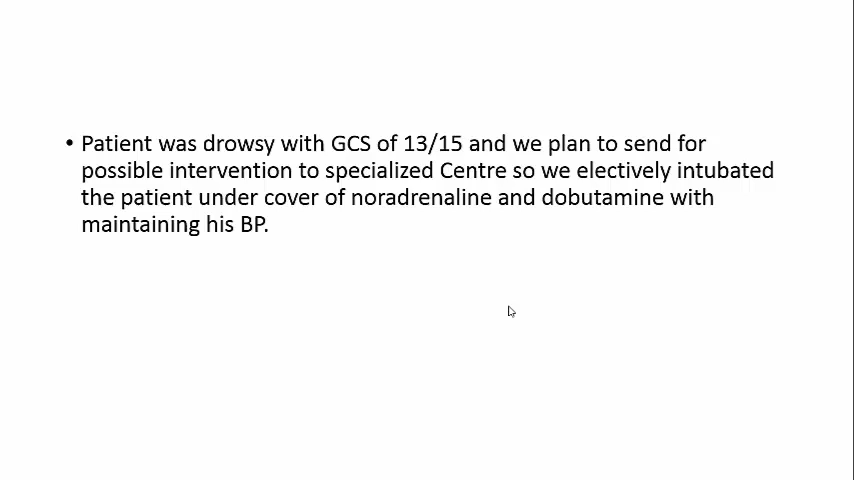 • Patient was drowsy with GCS of 13/15 and we plan to send for
possible intervention to specialized Centre so we electively intubated
the patient under cover of noradrenaline and dobutamine with
maintaining his BP.